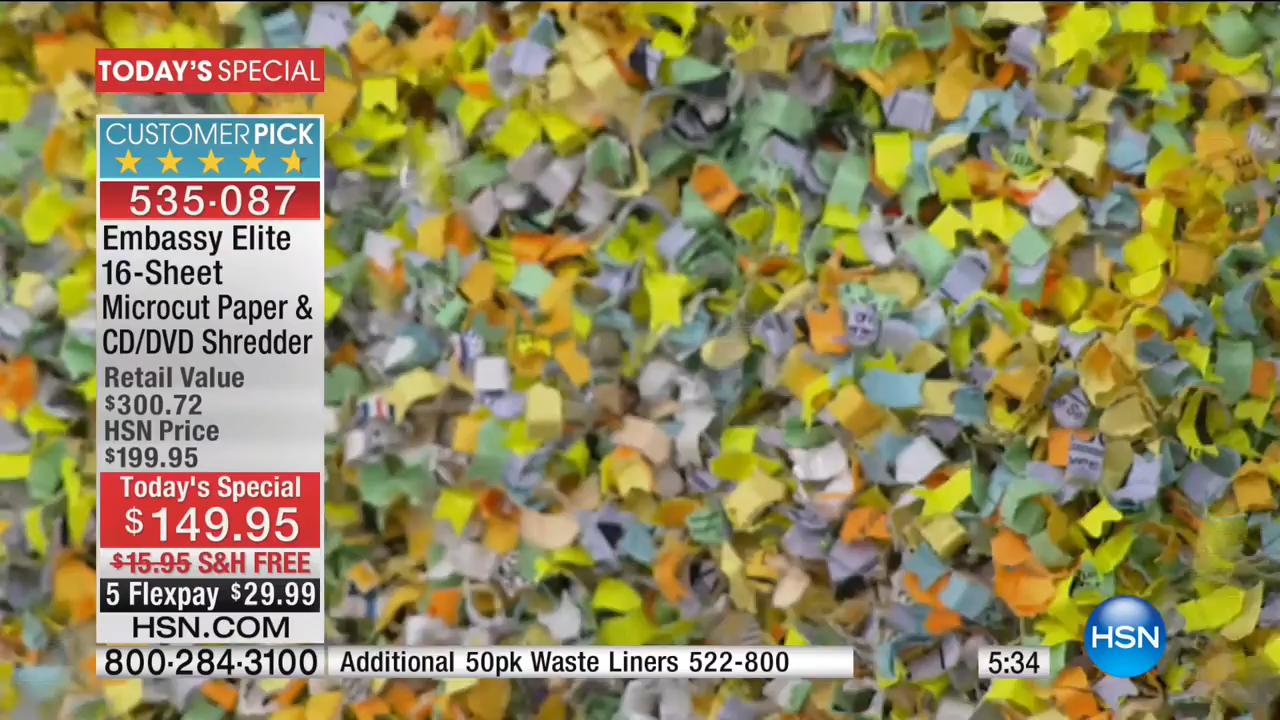 TODAY'S SPECIAL
CUSTOMER PICK
535-087
Embassy Elite
16-Sheet
Microcut Paper &
CD/DVD Shredder
Retail Value
$300.72
HSN Price
$199.95
Today's Special
$149.95
$15.95 S&H FREE
5 Flexpay $29.99
HSN.COM
800-284-3100 Additional 50pk Waste Liners 522-800
5:34
HSN